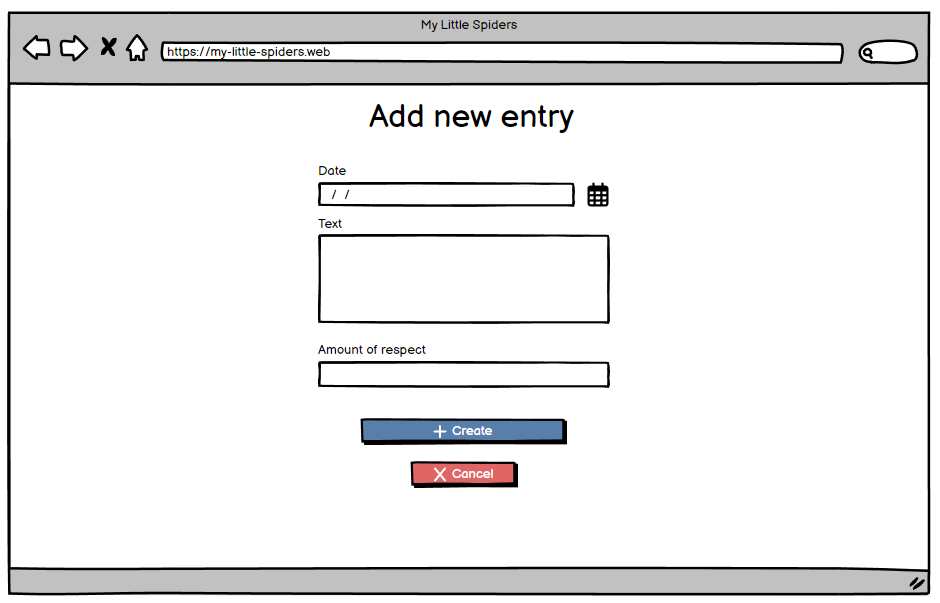 My Little Spiders
https://my-little-spiders.web
Add new entry
Date
/ /
Text
Amount of respect
Create
Cancel